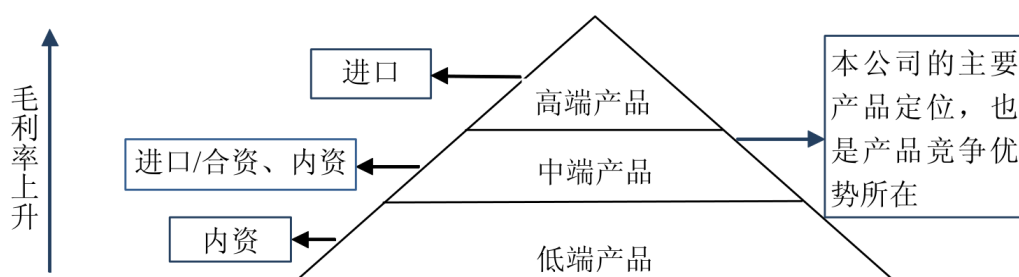 毛利率上升
进口
高端产品
进口/合资、内资
中端产品
内资
低端产品
本公司的主要
产品定位，也
是产品竞争优
势所在